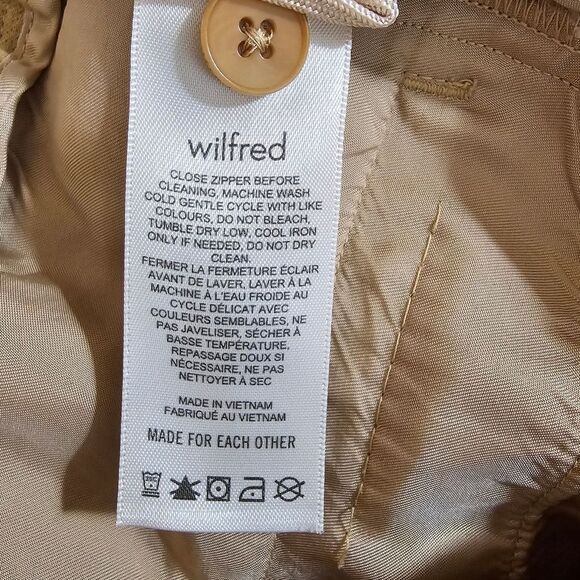 wilfred
CLOSE ZIPPER BEFORE
CLEANING, MACHINE WASH
COLD GENTLE CYCLE WITH LIKE
COLOURS, DO NOT BLEACH,
TUMBLE DRY LOW, COOL IRON
ONLY IF NEEDED, DO NOT DRY
CLEAN.
FERMER LA FERMETURE ÉCLAIR
AVANT DE LAVER, LAVER À LA
MACHINE À L'EAU FROIDE AU
CYCLE DÉLICAT AVEC
COULEURS SEMBLABLES, NE
PAS JAVELISER, SÉCHER À
BASSE TEMPÉRATURE,
REPASSAGE DOUX SI
NÉCESSAIRE, NE PAS
NETTOYER À SEC
MADE IN VIETNAM
FABRIQUÉ AU VIETNAM
MADE FOR EACH OTHER